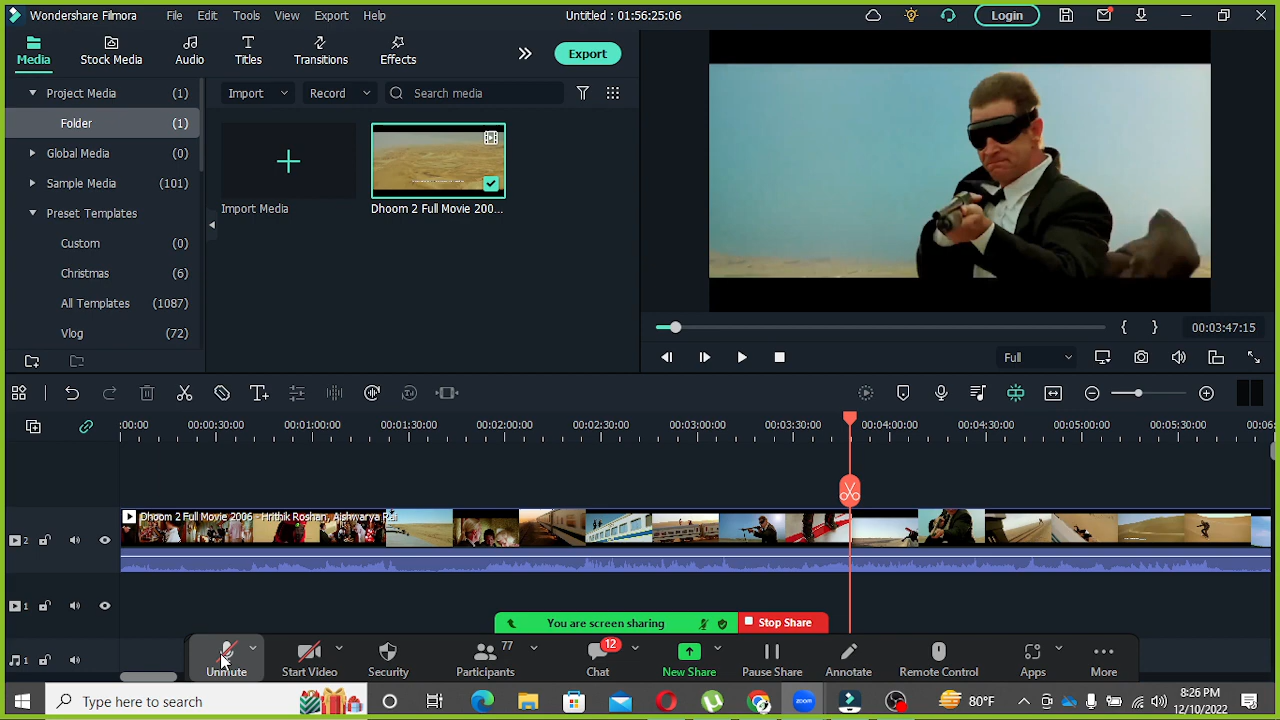 Wondershare Filmora
File
Edit
Tools
View
Export
Help
Untitled : 01:56:25:06
Login
Media
Stock Media
Audio
Titles
Transitions
Effects
Export
Project Media (1)
Folder (1)
Global Media (0)
Sample Media (101)
Preset Templates
Custom (0)
Christmas (6)
All Templates (1087)
Vlog (72)
Import
Record
Search media
Import Media
Dhoom 2 Full Movie 200...
00:03:47:15
Full
:00:00 00:00:30:00 00:01:00:00 00:01:30:00 00:02:00:00 00:02:30:00 00:03:00:00 00:03:30:00 00:04:00:00 00:04:30:00 00:05:00:00 00:05:30:00 00:06:
Dhoom 2 Full Movie 2006 - Hrithik Roshan, Aishwarya Rai
2
1
1
You are screen sharing
Stop Share
77
12
Unmute
Start Video
Security
Participants
Chat
New Share
Pause Share
Annotate
Remote Control
Apps
More
Type here to search
zoom
80°F
8:26 PM
12/10/2022